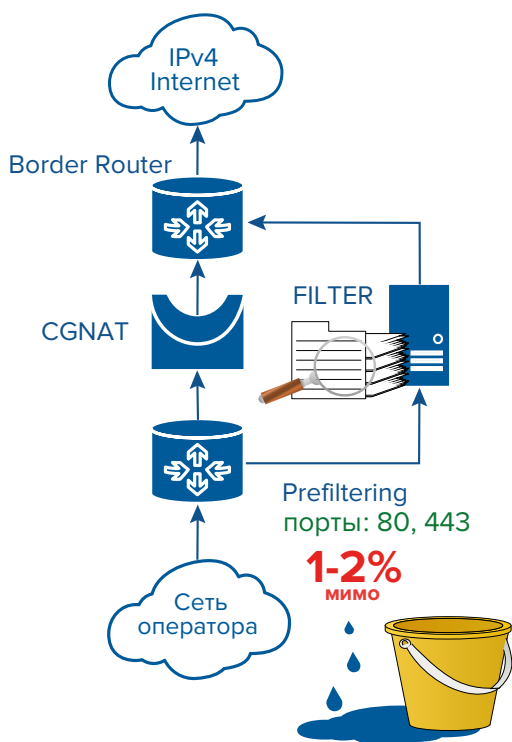 IPv4
Internet
Border Router
FILTER
CGNAT
Prefiltering
порты: 80, 443
1-2%
мимо
Сеть
оператора